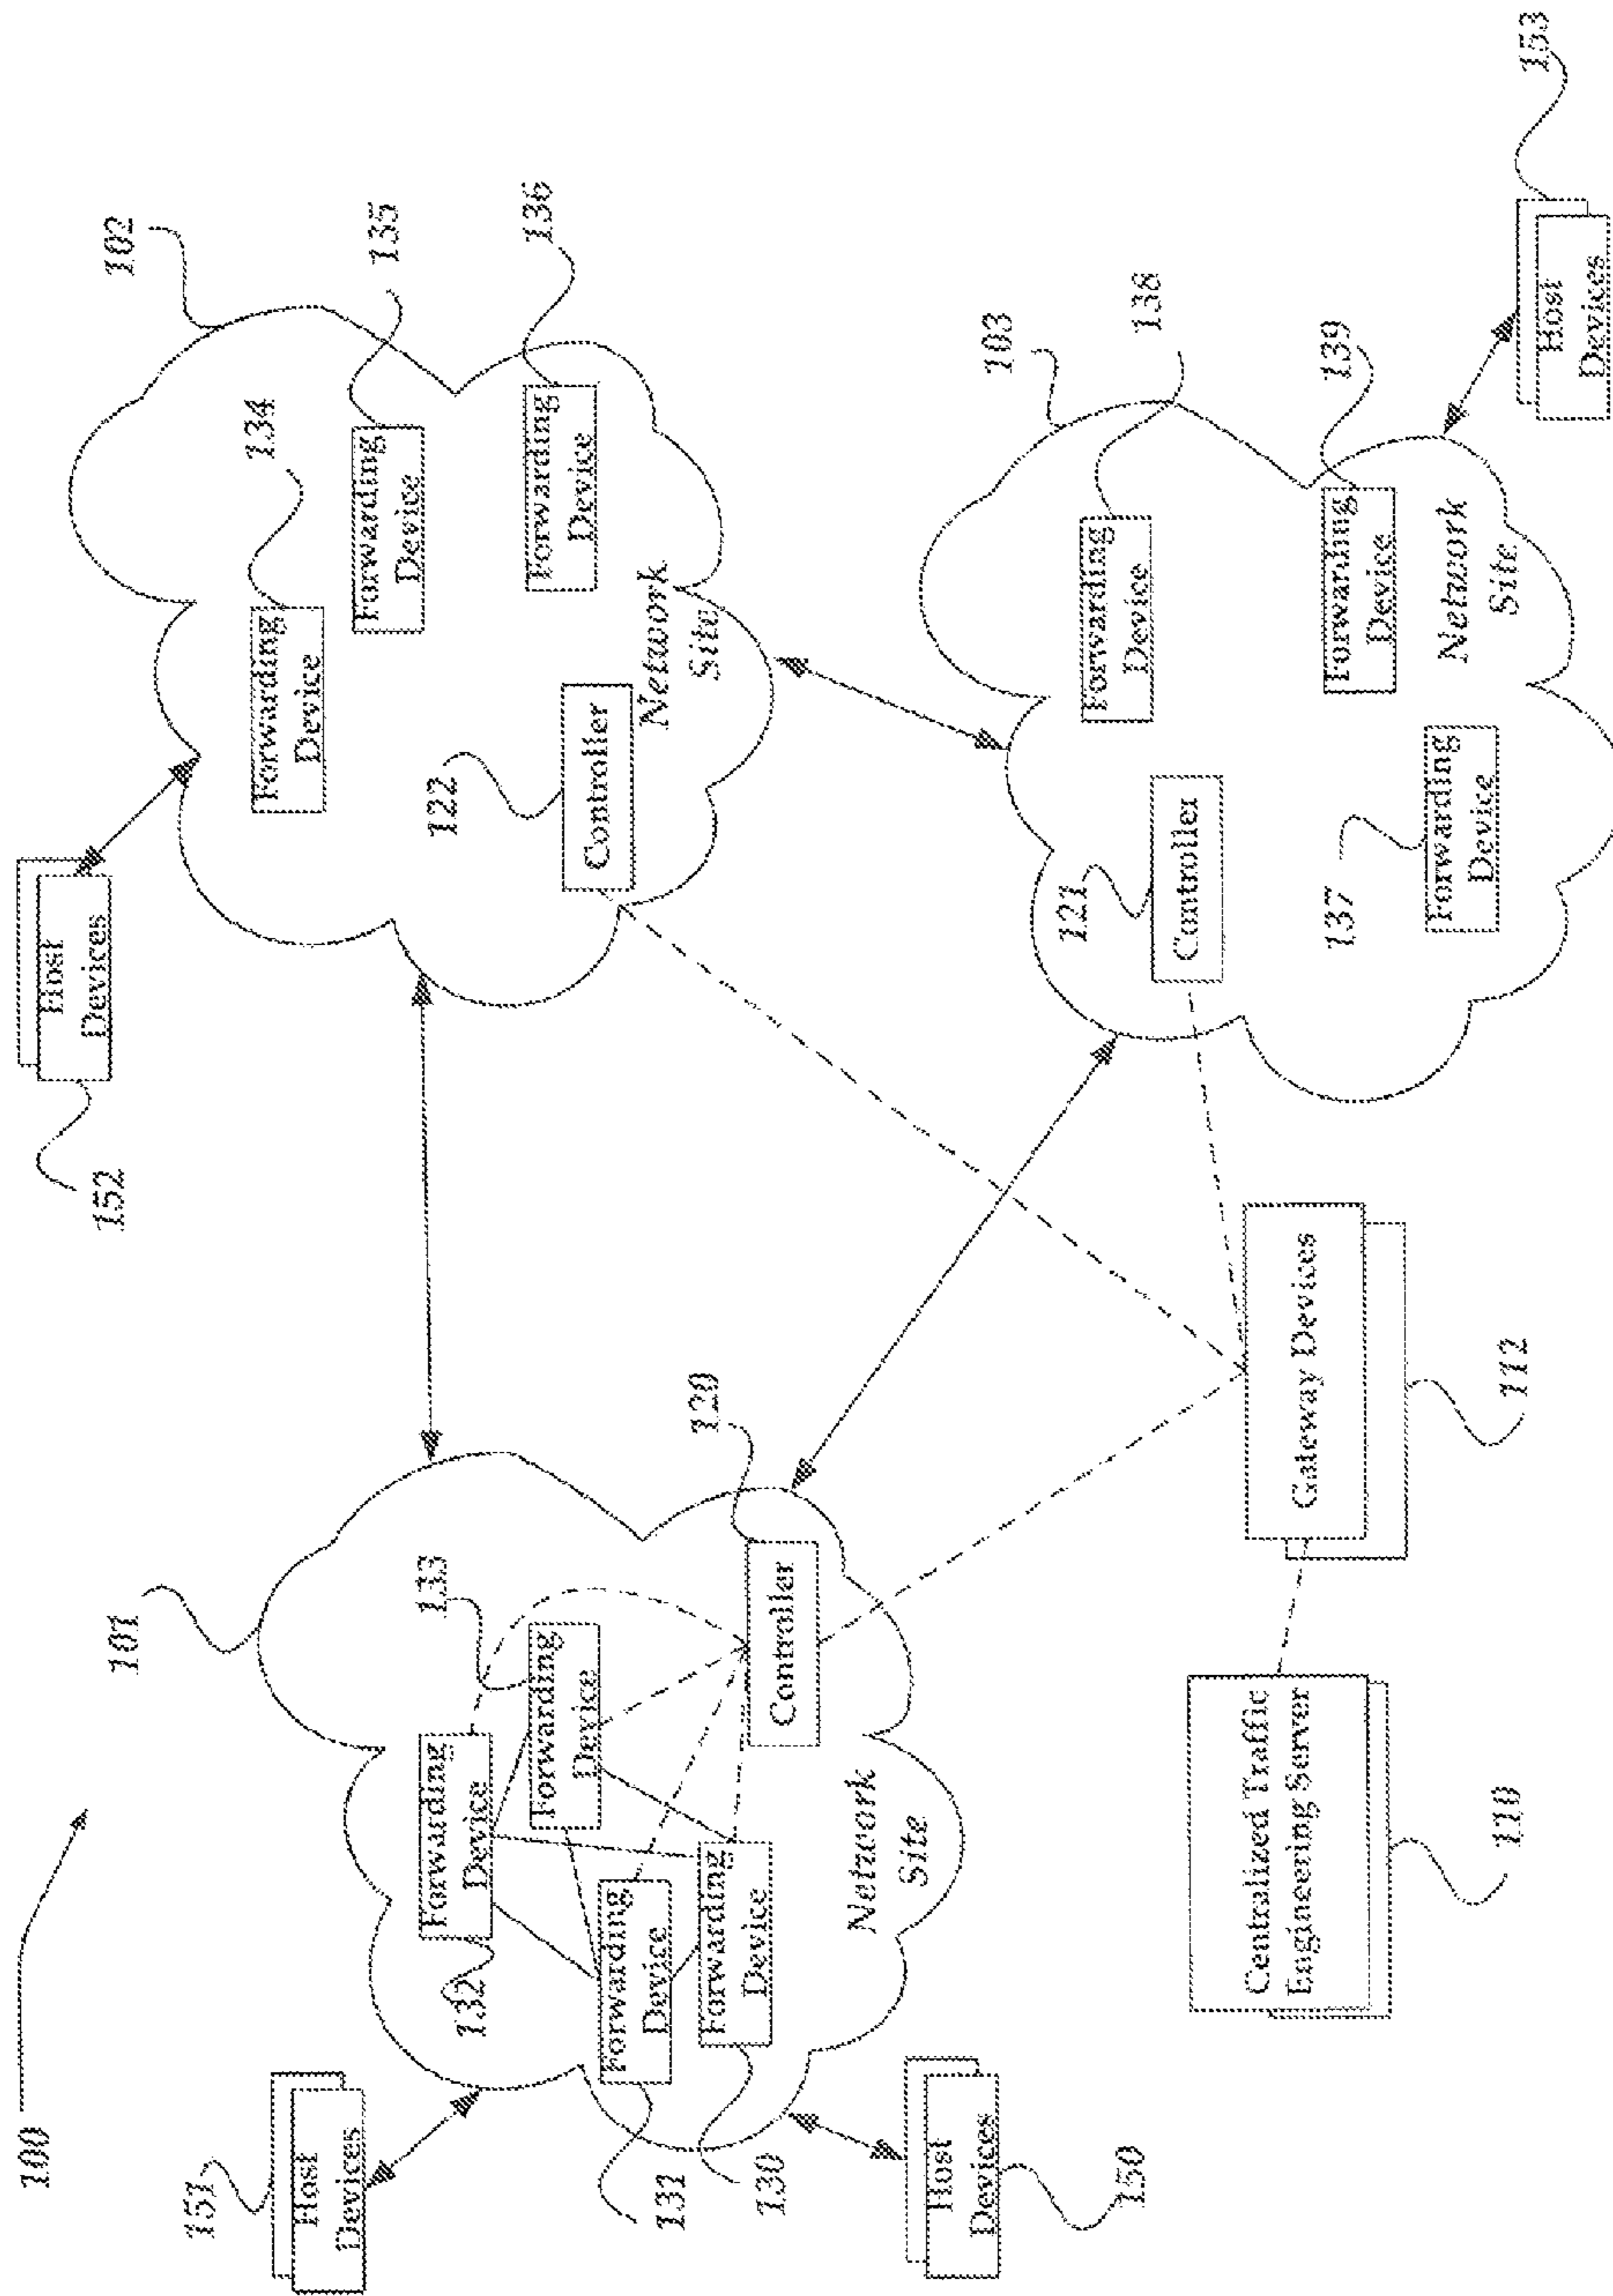 100
151
Host
Devices
101
132
Forwarding
Device
133
Forwarding
Device
131
Forwarding
Device
130
Forwarding
Device
120
Controller
Network
Site
Host
Devices
150
152
Host
Devices
102
134
Forwarding
Device
135
Forwarding
Device
136
Forwarding
Device
122
Controller
Network
Site
103
138
Forwarding
Device
139
Forwarding
Device
121
Controller
137
Forwarding
Device
Network
Site
153
Host
Devices
Centralized Traffic
Engineering Server
110
Gateway Devices
112